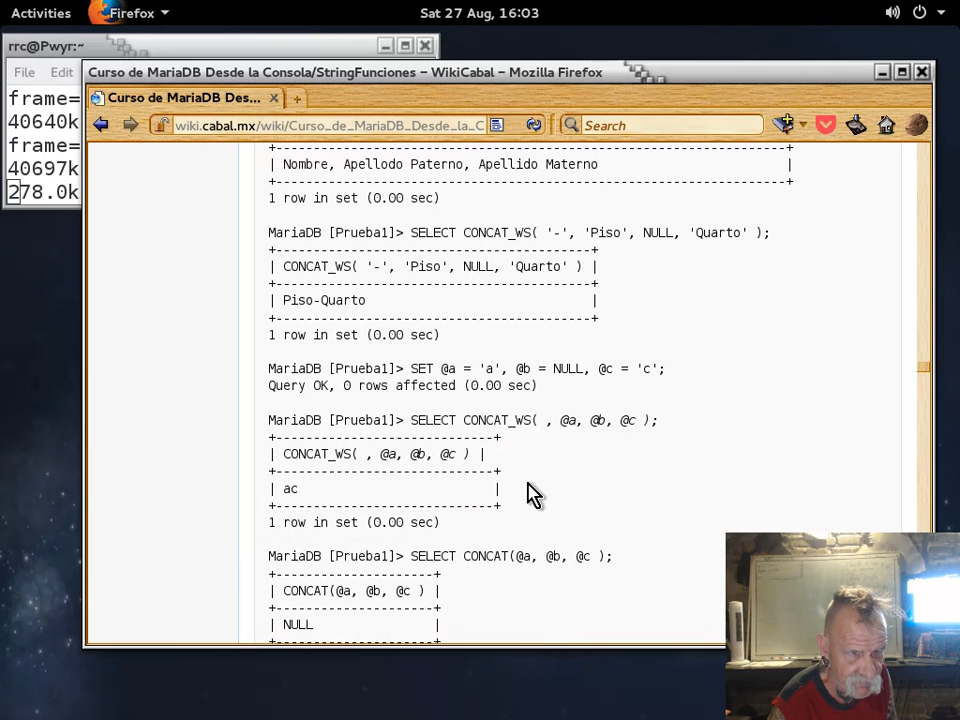 Activities Firefox Sat 27 Aug, 16:03
rrc@Pwyr:~
File Edit
frame=
40640k
frame=
40697k
278.0k
Curso de MariaDB Desde la Consola/StringFunciones – WikiCabal – Mozilla Firefox
Curso de MariaDB Des...
wiki.cabal.mx/wiki/Curso_de_MariaDB_Desde_la_C Search
+---------------------------------------------------------------------+
| Nombre, Apellodo Paterno, Apellido Materno |
+---------------------------------------------------------------------+
1 row in set (0.00 sec)
MariaDB [Prueba1]> SELECT CONCAT_WS( '-', 'Piso', NULL, 'Quarto' );
+------------------------------------------+
| CONCAT_WS( '-', 'Piso', NULL, 'Quarto' ) |
+------------------------------------------+
| Piso-Quarto |
+------------------------------------------+
1 row in set (0.00 sec)
MariaDB [Prueba1]> SET @a = 'a', @b = NULL, @c = 'c';
Query OK, 0 rows affected (0.00 sec)
MariaDB [Prueba1]> SELECT CONCAT_WS( , @a, @b, @c );
+-----------------------------+
| CONCAT_WS( , @a, @b, @c ) |
+-----------------------------+
| ac |
+-----------------------------+
1 row in set (0.00 sec)
MariaDB [Prueba1]> SELECT CONCAT(@a, @b, @c );
+---------------------+
| CONCAT(@a, @b, @c ) |
+---------------------+
| NULL |
+---------------------+